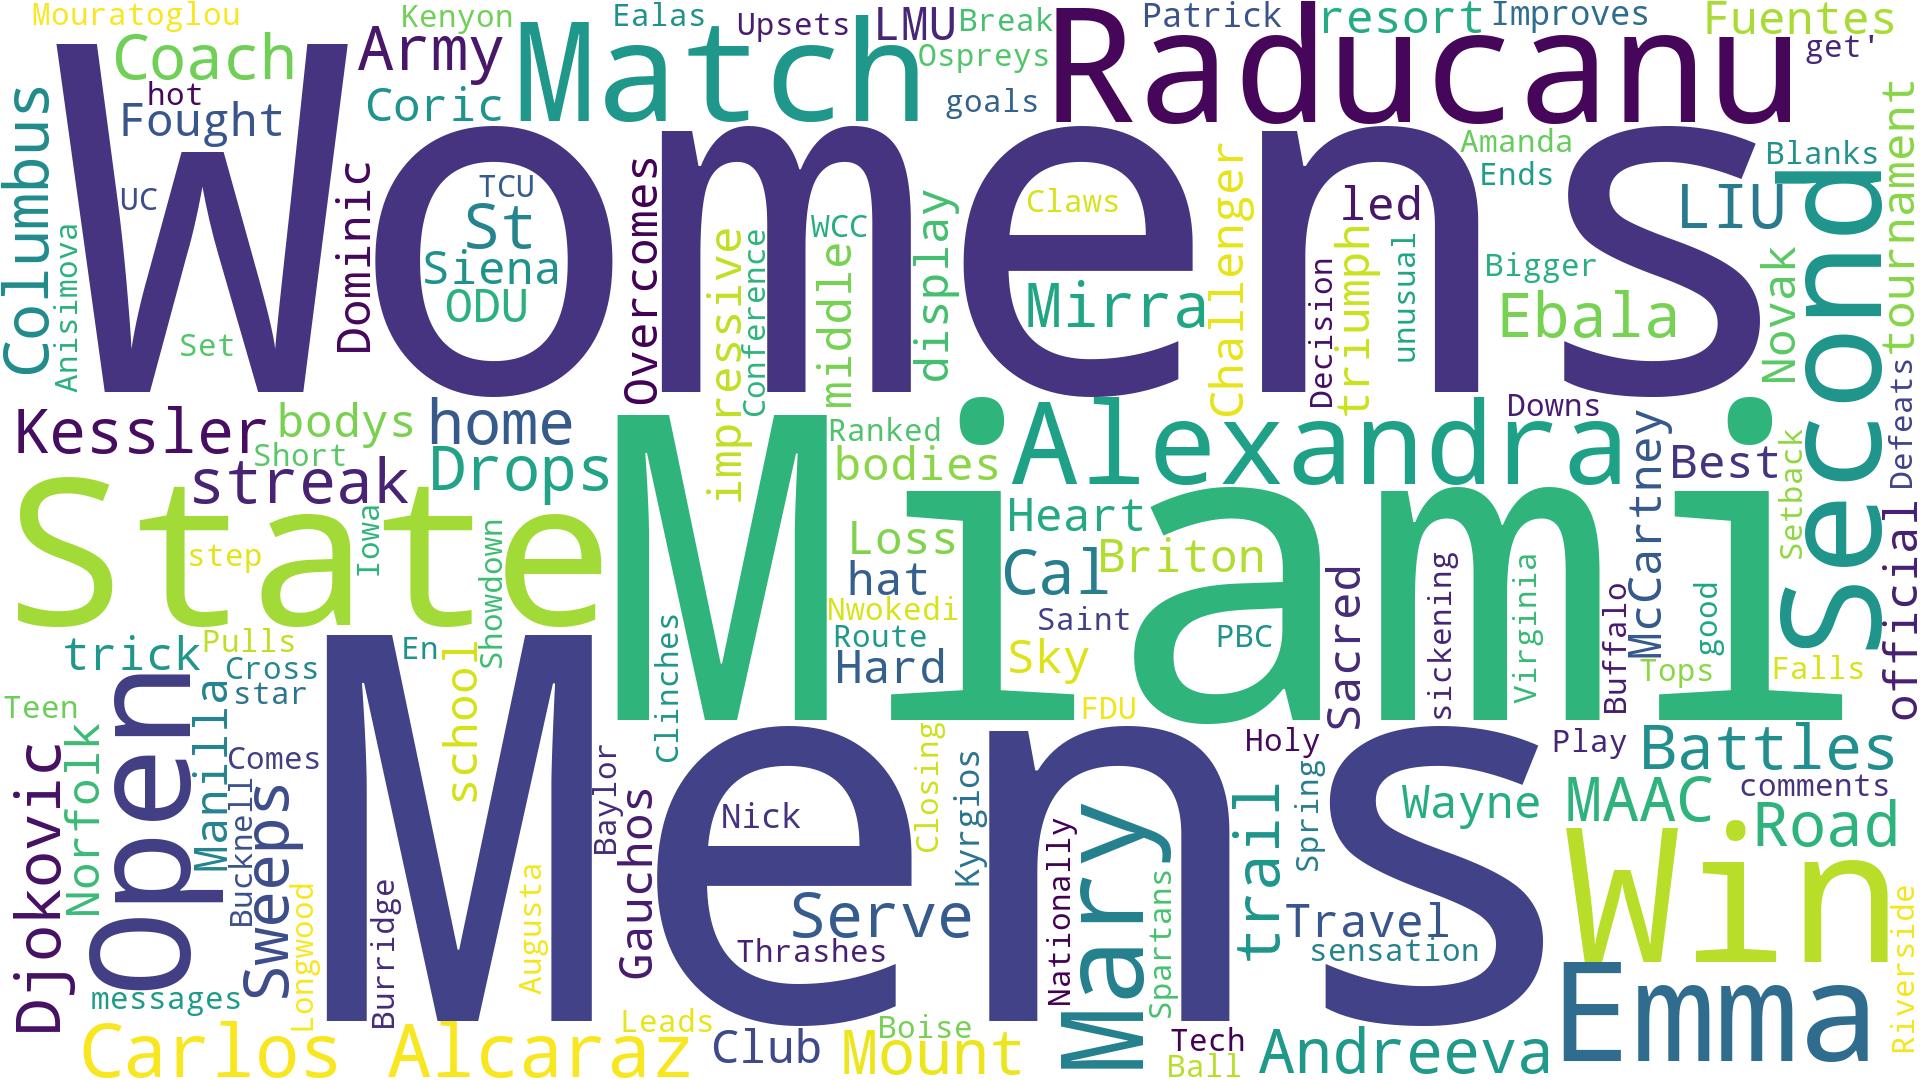 Mouratoglou
Kenyon
Ealas
Upsets
LMU
Break
Patrick
resort
Improves
Fuentes
Coach
Army
Match
Ospreys
Raducanu
get'
hot
Fought
Coric
goals
Columbus
Womens
UC
TCU
St
Siena
ODU
Set
Anisimova
Dominic
Overcomes
impressive
Conference
WCC
middle
display
Claws
Mirra
Challenger
Decision
triumph
led
unusual
Amanda
Ends
Bigger
Ebala
Blanks
LIU
Novak
Second
tournament
Kessler
bodys
Short
streak
home
Drops
Ranked
bodies
Alexandra
Downs
McCartney
Best
Setback
Defeats
official
State
step
Iowa
Showdown
Miami
Loss
hat
Nwokedi
Route
Hard
Heart
Cal
Briton
Saint
Sky
PBC
FDU
Sacred
sickening
Virginia
Buffalo
good
Tops
Falls
trick
Pulls
Cross
star
En
school
Clinches
Teen
Open
Manilla
Comes
Djokovic
Norfolk
Bucknell
Sweeps
Longwood
messages
Mens
Burridge
Augusta
Baylor
Gauchos
Nick
Closing
Kyrgios
Serve
Thrashes
Nationally
Mary
Spartans
trail
Holy
Spring
Travel
sensation
Play
Wayne
Battles
MAAC
comments
Road
Win
Emma
Riverside
Carlos Alcaraz
Leads
Club
Mount
Boise
Tech
Ball
Andreeva